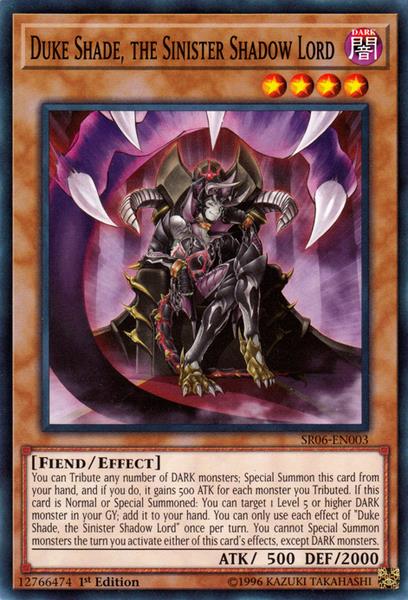 Duke Shade, the Sinister Shadow Lord
DARK
闇
SR06-EN003
[Fiend/Effect]
You can Tribute any number of DARK monsters; Special Summon this card from
your hand, and if you do, it gains 500 ATK for each monster you Tributed. If this
card is Normal or Special Summoned: You can target 1 Level 5 or higher DARK
monster in your GY; add it to your hand. You can only use each effect of "Duke
Shade, the Sinister Shadow Lord" once per turn. You cannot Special Summon
monsters the turn you activate either of this card's effects, except DARK monsters.
ATK/ 500 DEF/2000
12766474 1st Edition ©1996 KAZUKI TAKAHASHI